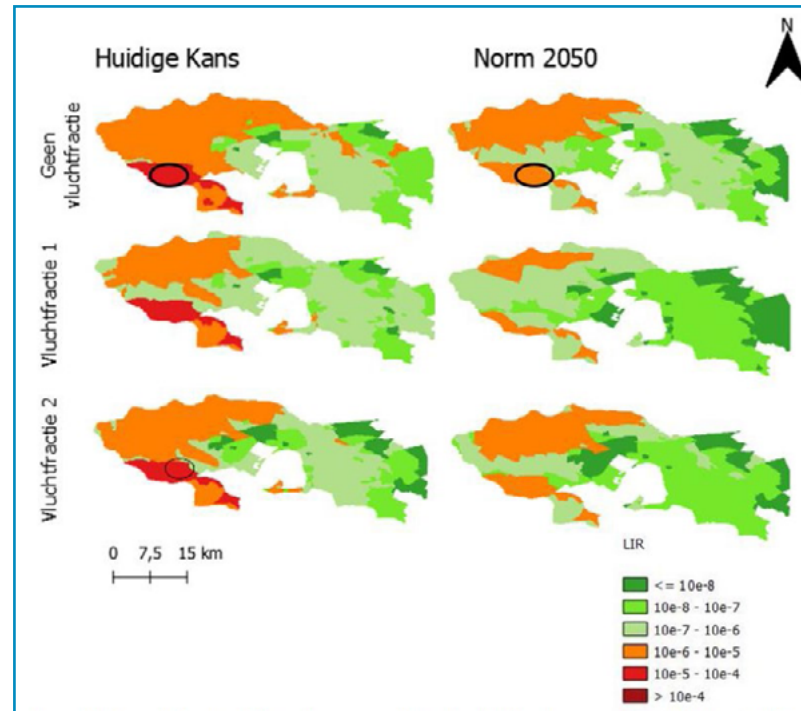 N
Huidige Kans
Norm 2050
Geen
vluchtfractie
Vluchtfractie 1
Vluchtfractie 2
0 7,5 15 km
LIR
<= 10e-8
10e-8 - 10e-7
10e-7 - 10e-6
10e-6 - 10e-5
10e-5 - 10e-4
> 10e-4